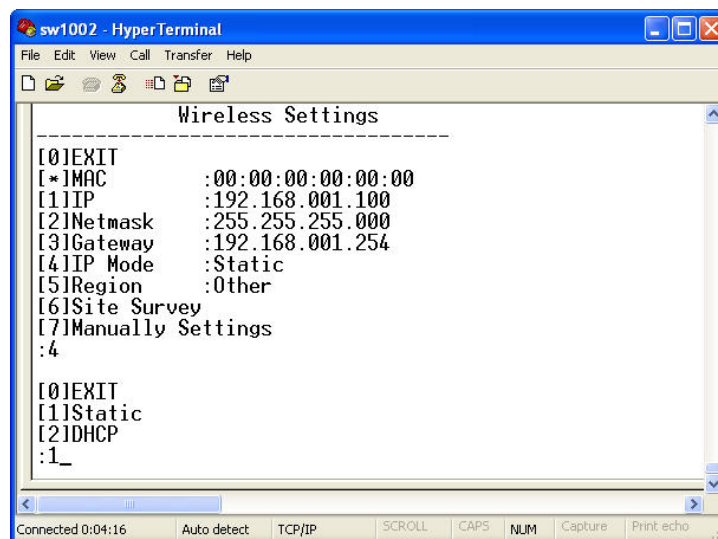 sw1002 - HyperTerminal
File Edit View Call Transfer Help
Wireless Settings
------------------------------------
[0]EXIT
[*]MAC :00:00:00:00:00:00
[1]IP :192.168.001.100
[2]Netmask :255.255.255.000
[3]Gateway :192.168.001.254
[4]IP Mode :Static
[5]Region :Other
[6]Site Survey
[7]Manually Settings
:4
[0]EXIT
[1]Static
[2]DHCP
:1_
Connected 0:04:16 Auto detect TCP/IP SCROLL CAPS NUM Capture Print echo